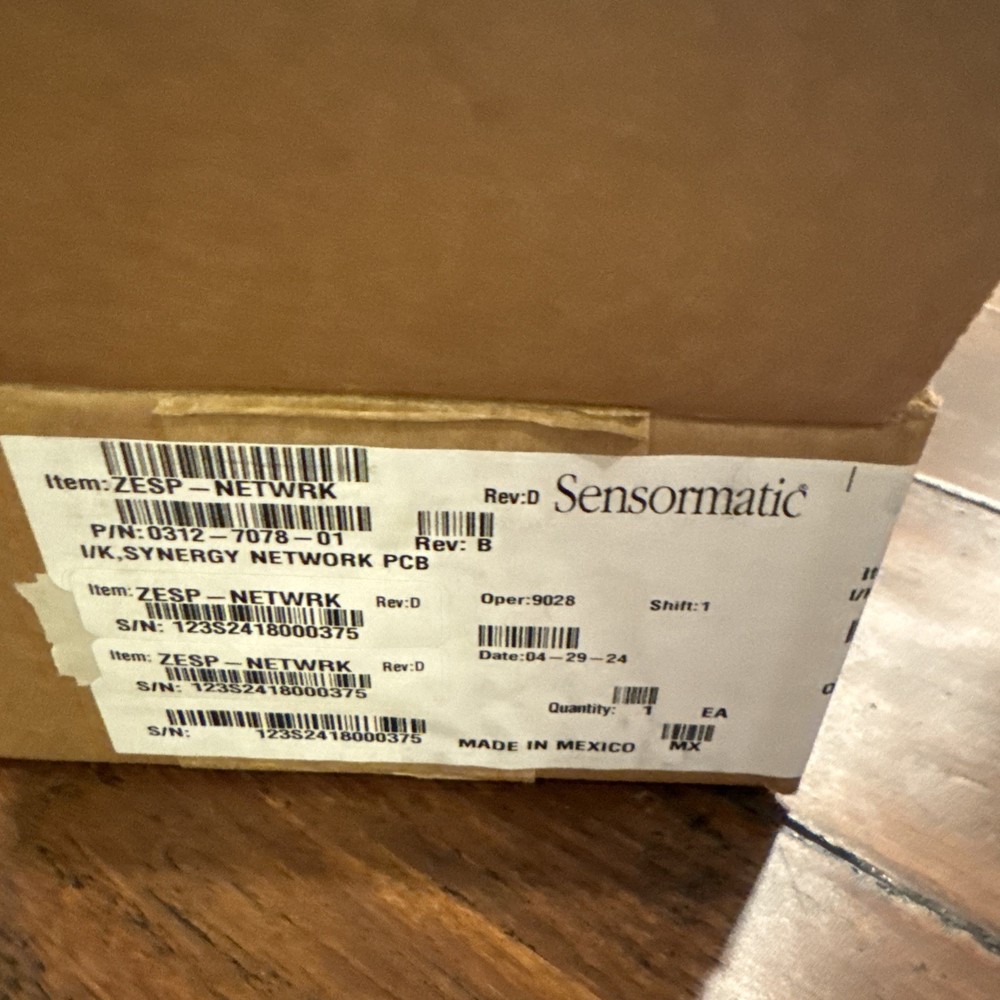 Item:ZESP-NETWRK
Rev:D Sensormatic®
P/N:0312-7078-01
Rev: B
I/K,SYNERGY NETWORK PCB
Item: ZESP-NETWRK Rev:D
S/N: 123S2418000375
Oper:9028 Shift:1
Item: ZESP-NETWRK Rev:D
S/N: 123S2418000375
Date:04-29-24
Quantity: 1 EA
S/N: 123S2418000375
MADE IN MEXICO MX